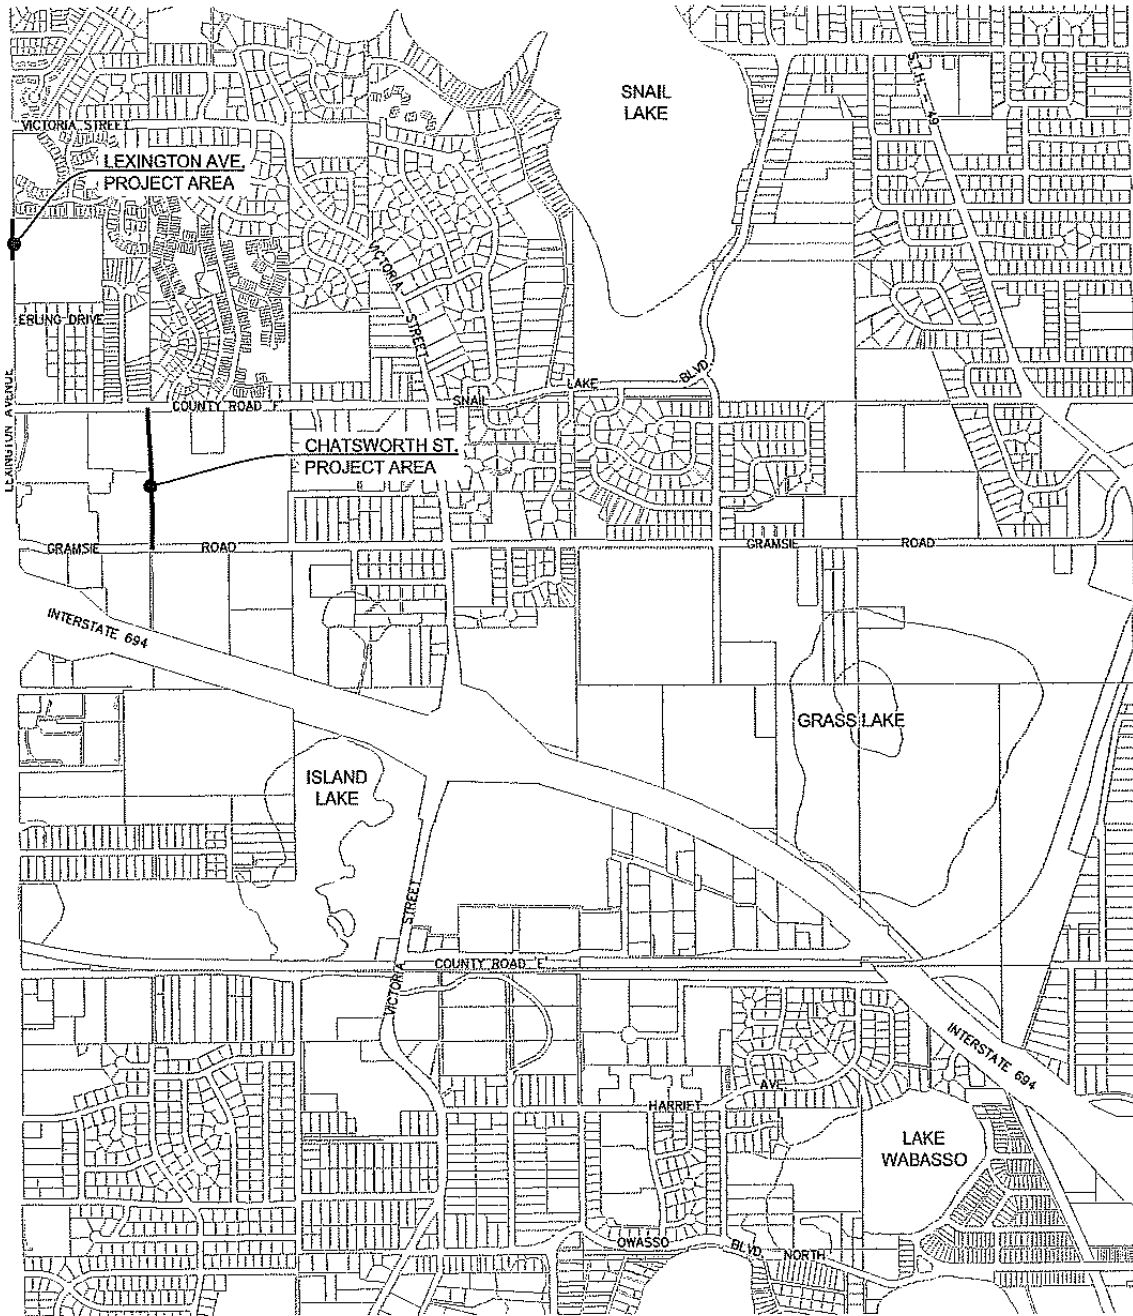 SNAIL
LAKE
S.T.H. - 49
VICTORIA STREET
LEXINGTON AVE.
PROJECT AREA
VICTORIA
STREET
ERLING DRIVE
LEXINGTON AVENUE
COUNTY ROAD 'F'
SNAIL
LAKE
BLVD.
CHATSWORTH ST.
PROJECT AREA
GRAMSIE
ROAD
GRAMSIE
ROAD
INTERSTATE 694
GRASS LAKE
ISLAND
LAKE
STREET
VICTORIA
COUNTY ROAD 'E'
INTERSTATE 694
AVE.
HARRIET
LAKE
WABASSO
OWASSO
BLVD.
NORTH